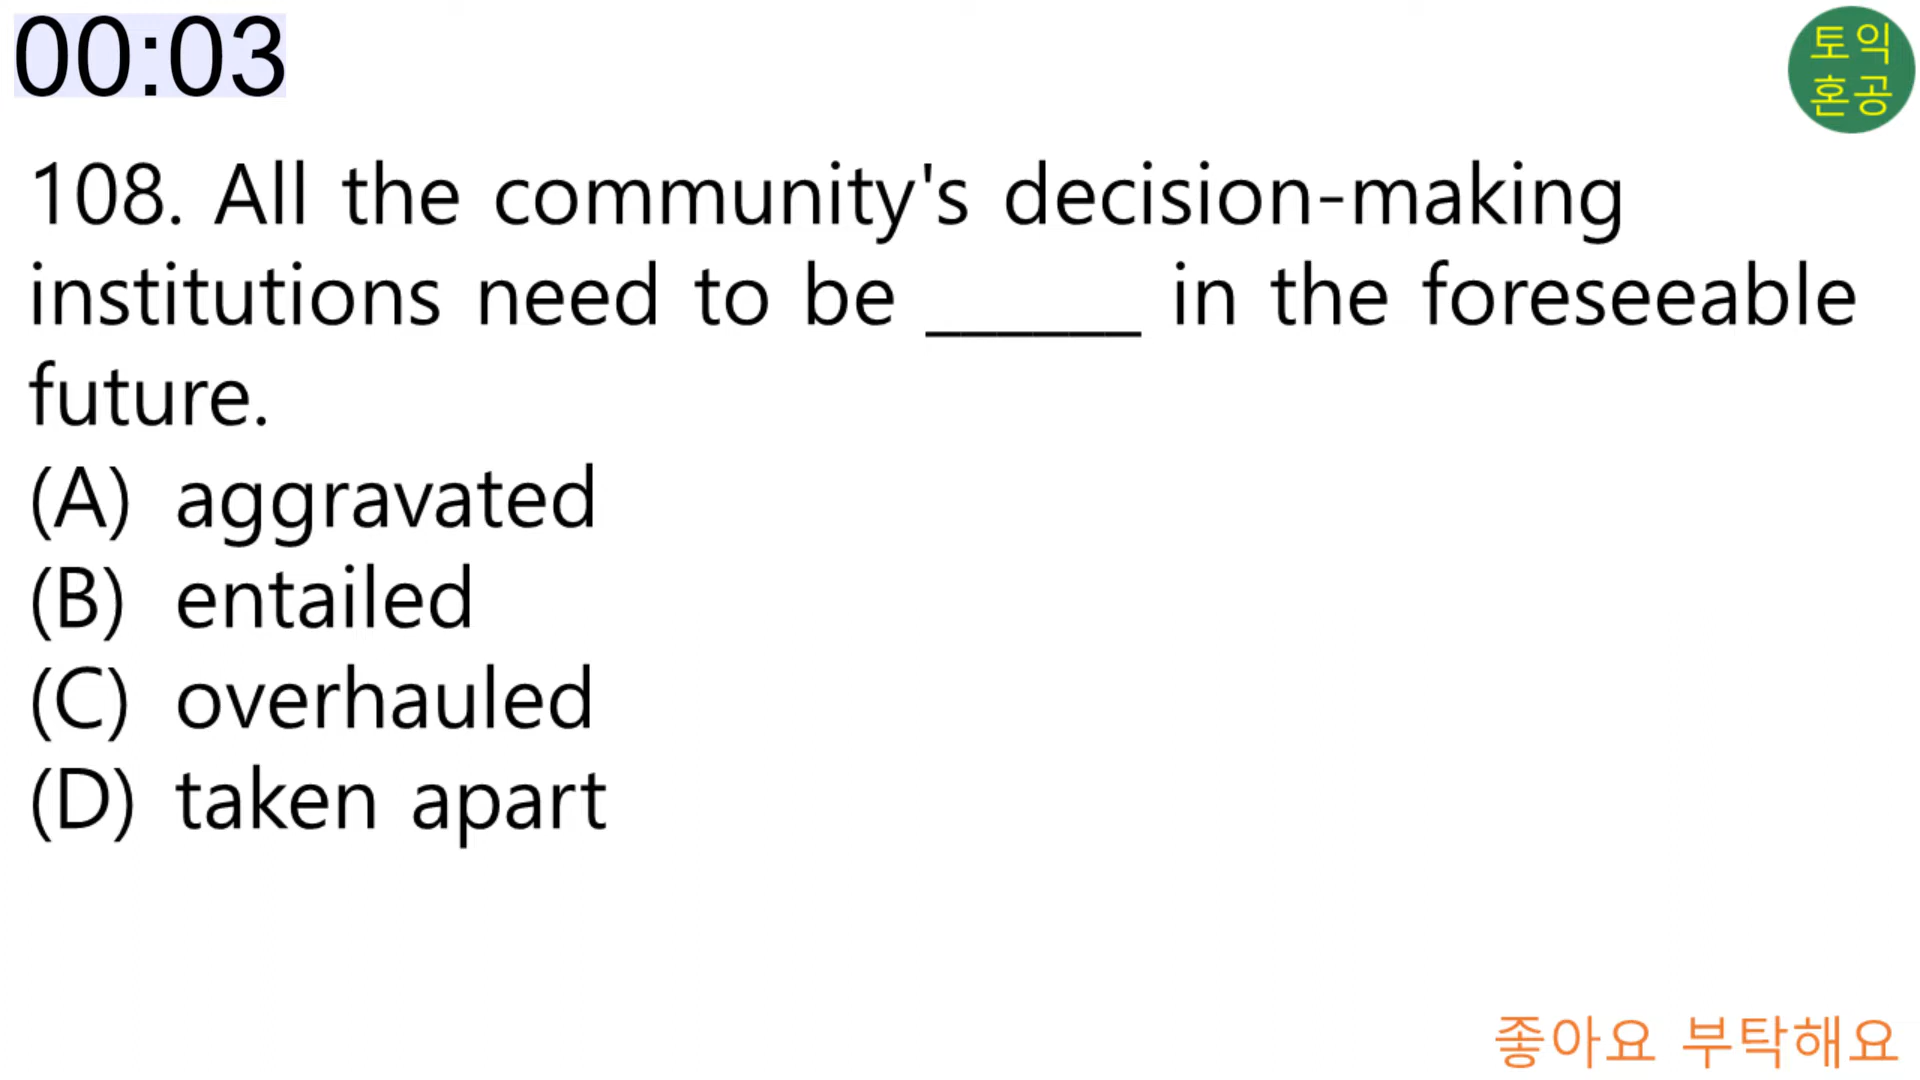 00:03
토익
혼공
108. All the community's decision-making
institutions need to be ______ in the foreseeable
future.
(A) aggravated
(B) entailed
(C) overhauled
(D) taken apart
좋아요 부탁해요